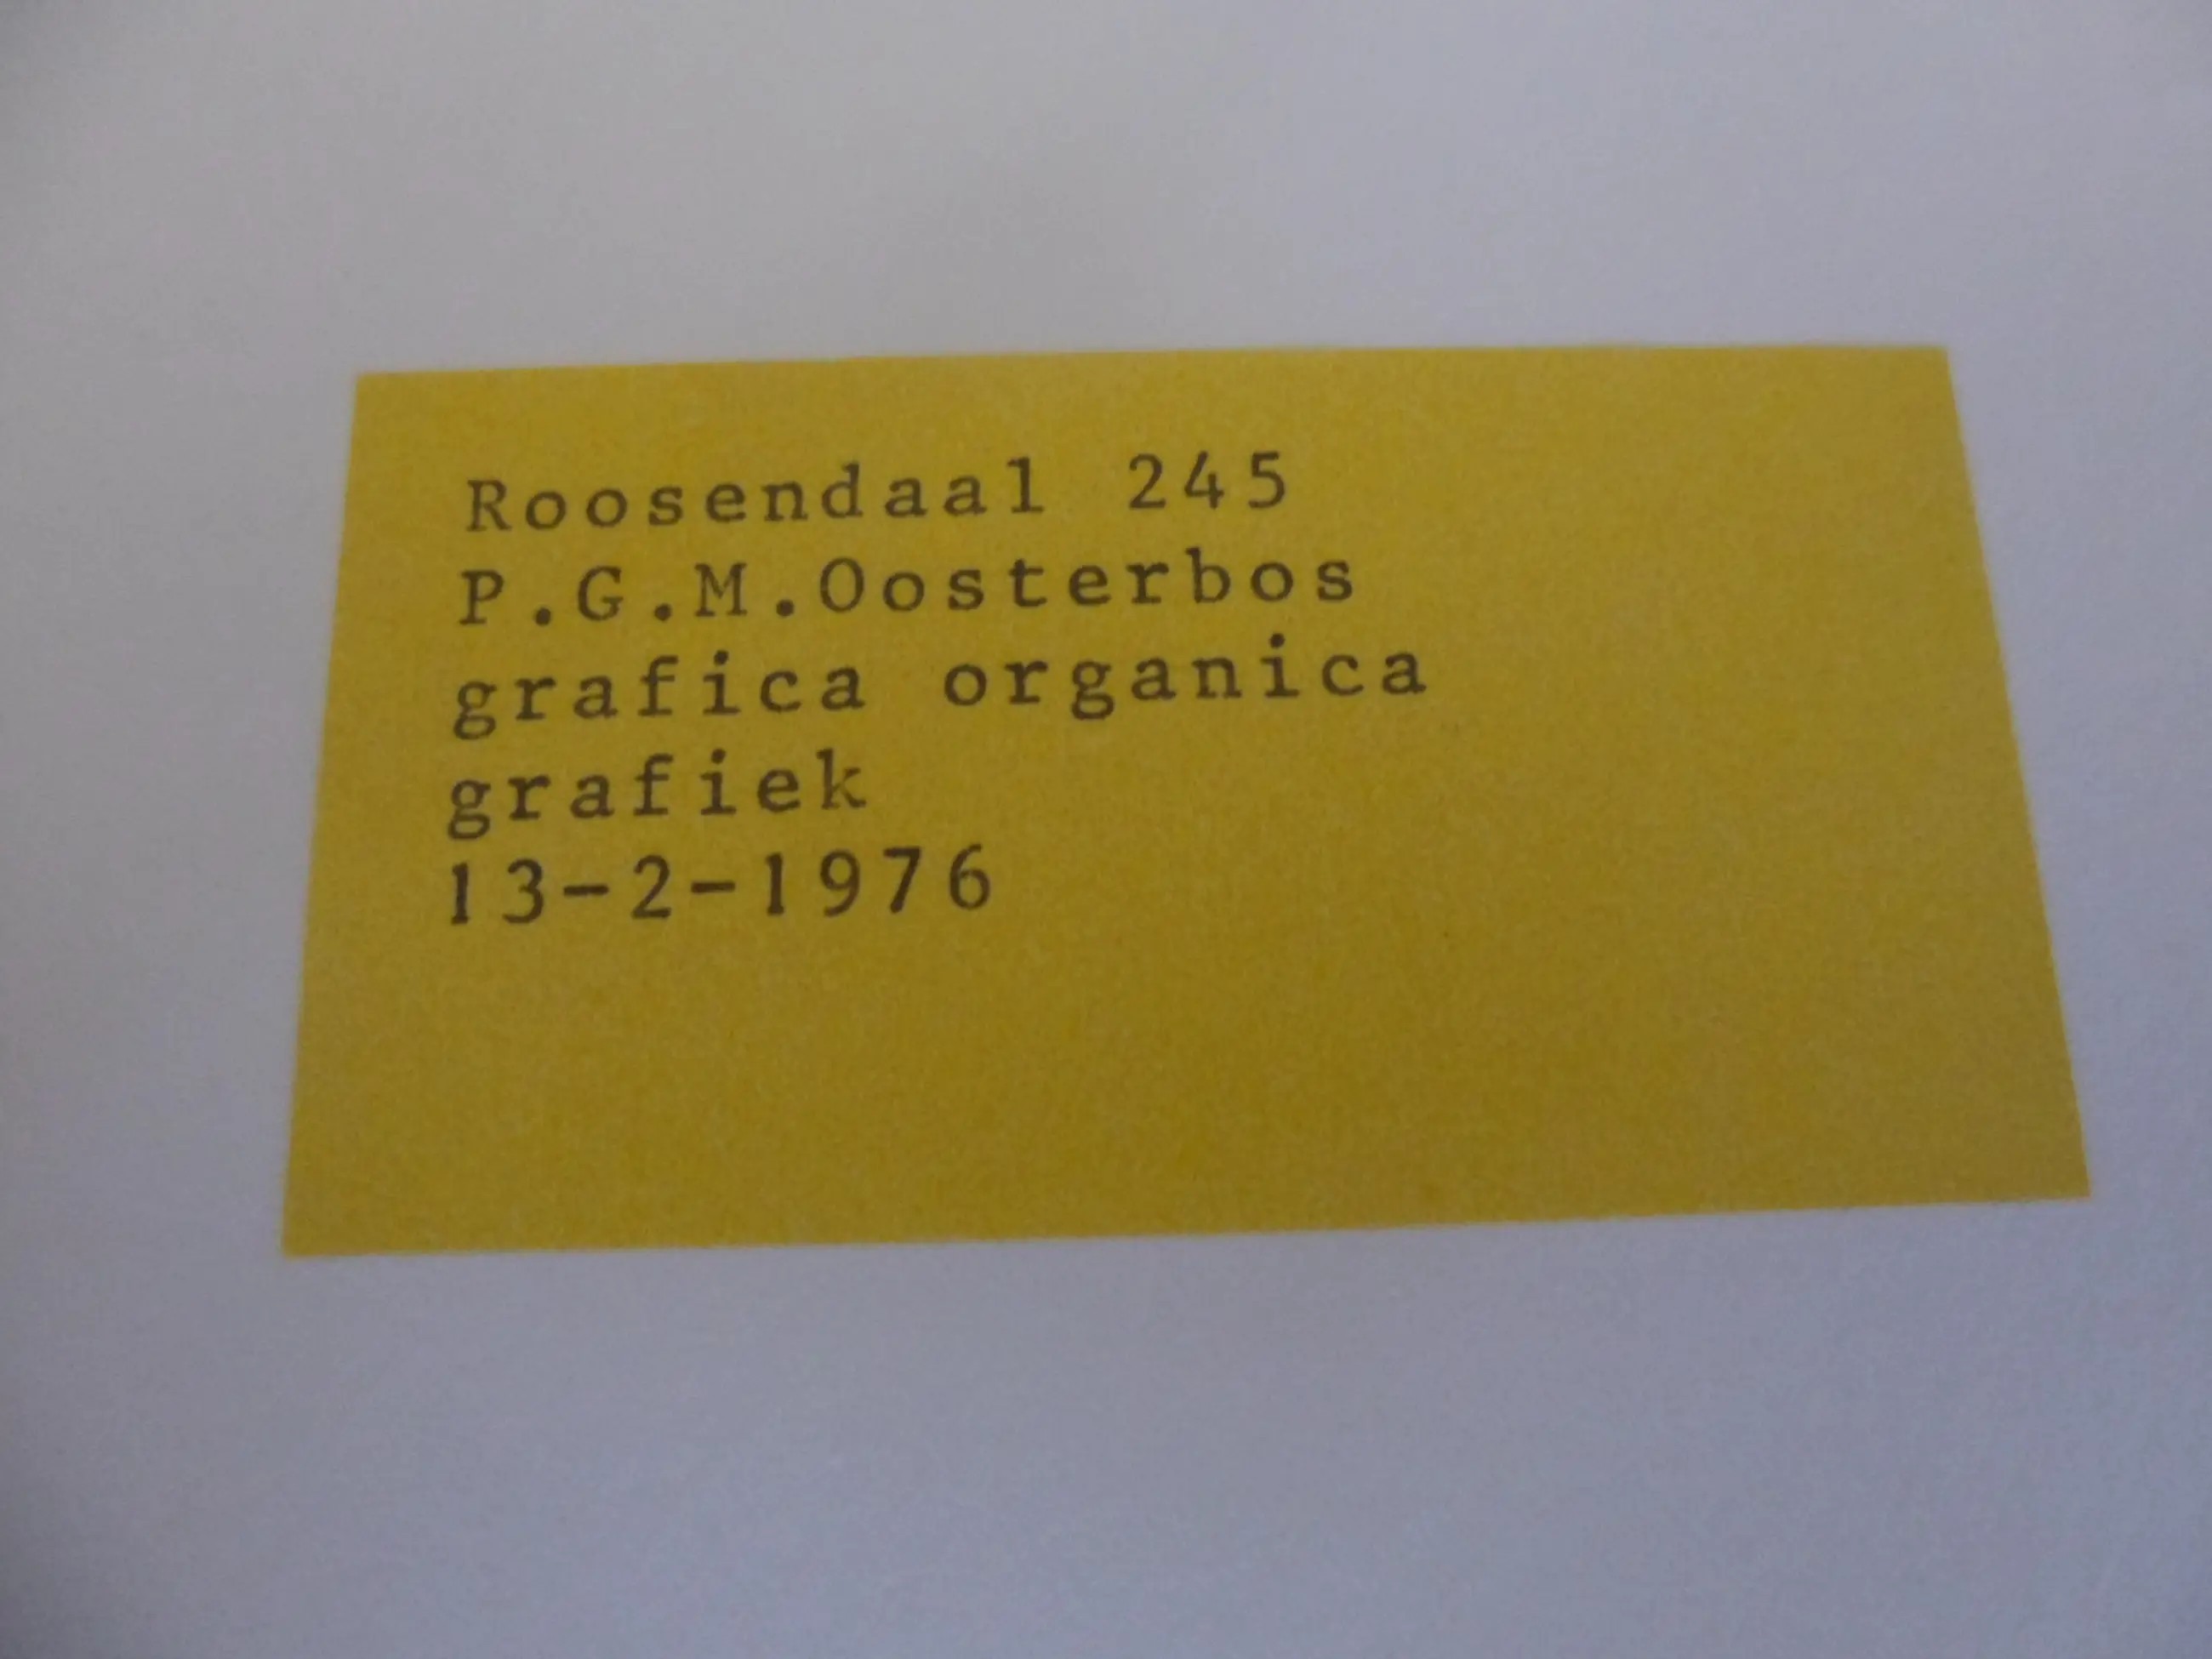 Roosendaal 245
P.G.M.Oosterbos
grafica organica
grafiek
13-2-1976